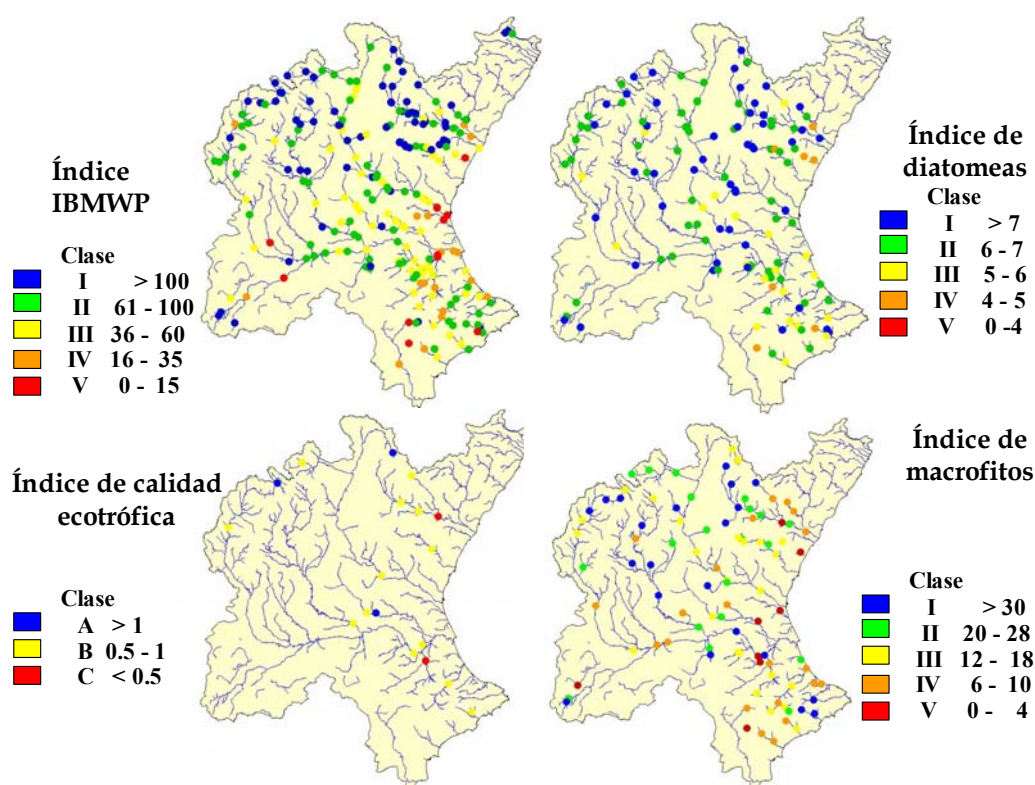 Índice
IBMWP
Clase
I > 100
II 61 - 100
III 36 - 60
IV 16 - 35
V 0 - 15
Índice de
diatomeas
Clase
I > 7
II 6 - 7
III 5 - 6
IV 4 - 5
V 0 -4
Índice de calidad
ecotrófica
Clase
A > 1
B 0.5 - 1
C < 0.5
Índice de
macrofitos
Clase
I > 30
II 20 - 28
III 12 - 18
IV 6 - 10
V 0 - 4